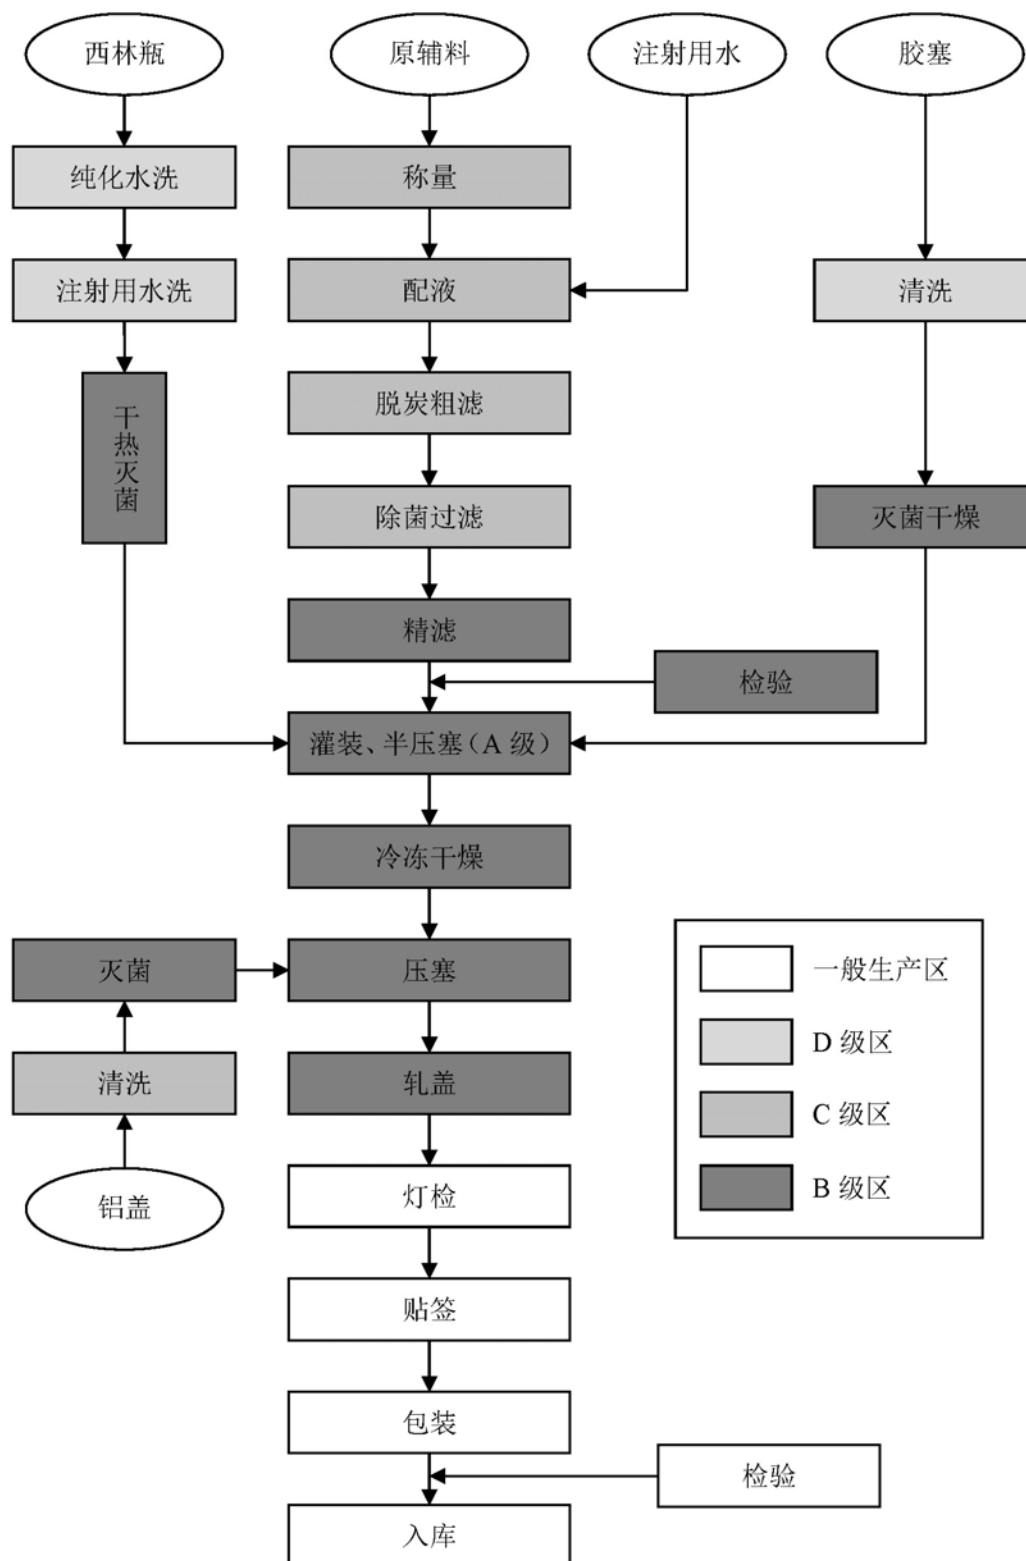 西林瓶
原辅料
注射用水
胶塞
纯化水洗
称量
注射用水洗
配液
清洗
干热灭菌
脱炭粗滤
除菌过滤
灭菌干燥
精滤
检验
灌装、半压塞（A 级）
冷冻干燥
灭菌
压塞
一般生产区
D 级区
清洗
轧盖
C 级区
铝盖
灯检
B 级区
贴签
包装
检验
入库